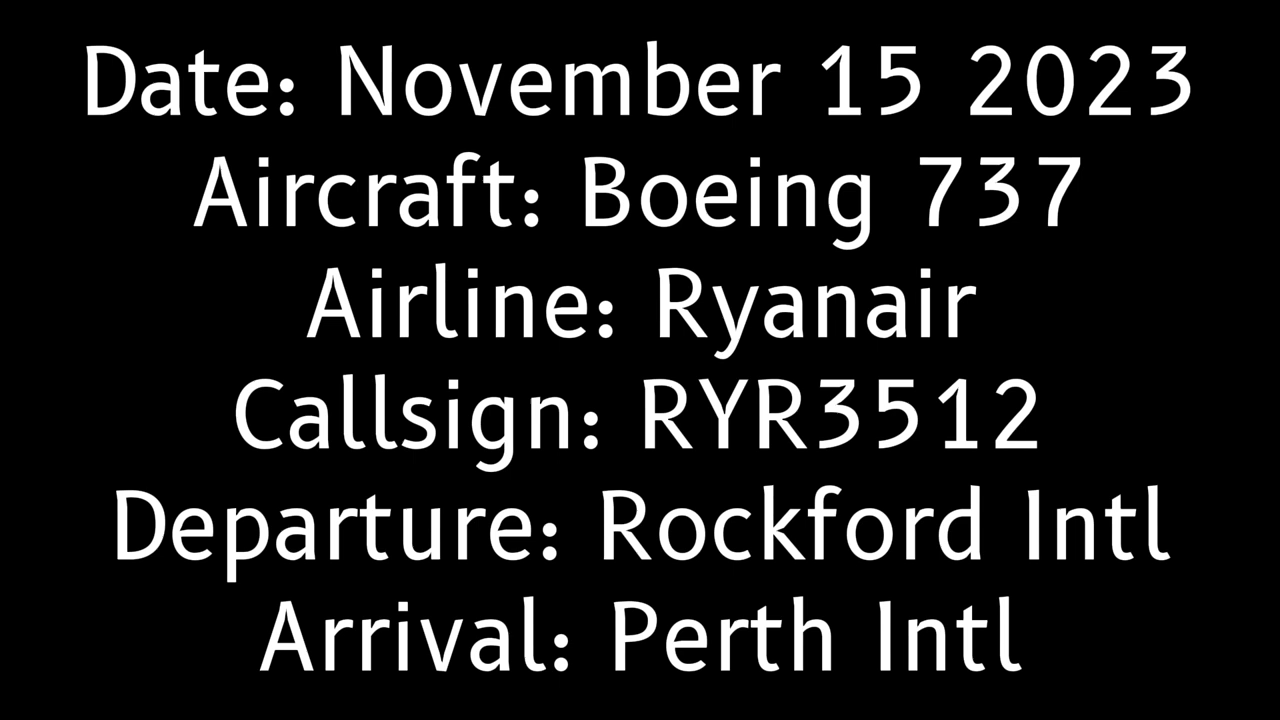 Date: November 15 2023
Aircraft: Boeing 737
Airline: Ryanair
Callsign: RYR3512
Departure: Rockford Intl
Arrival: Perth Intl